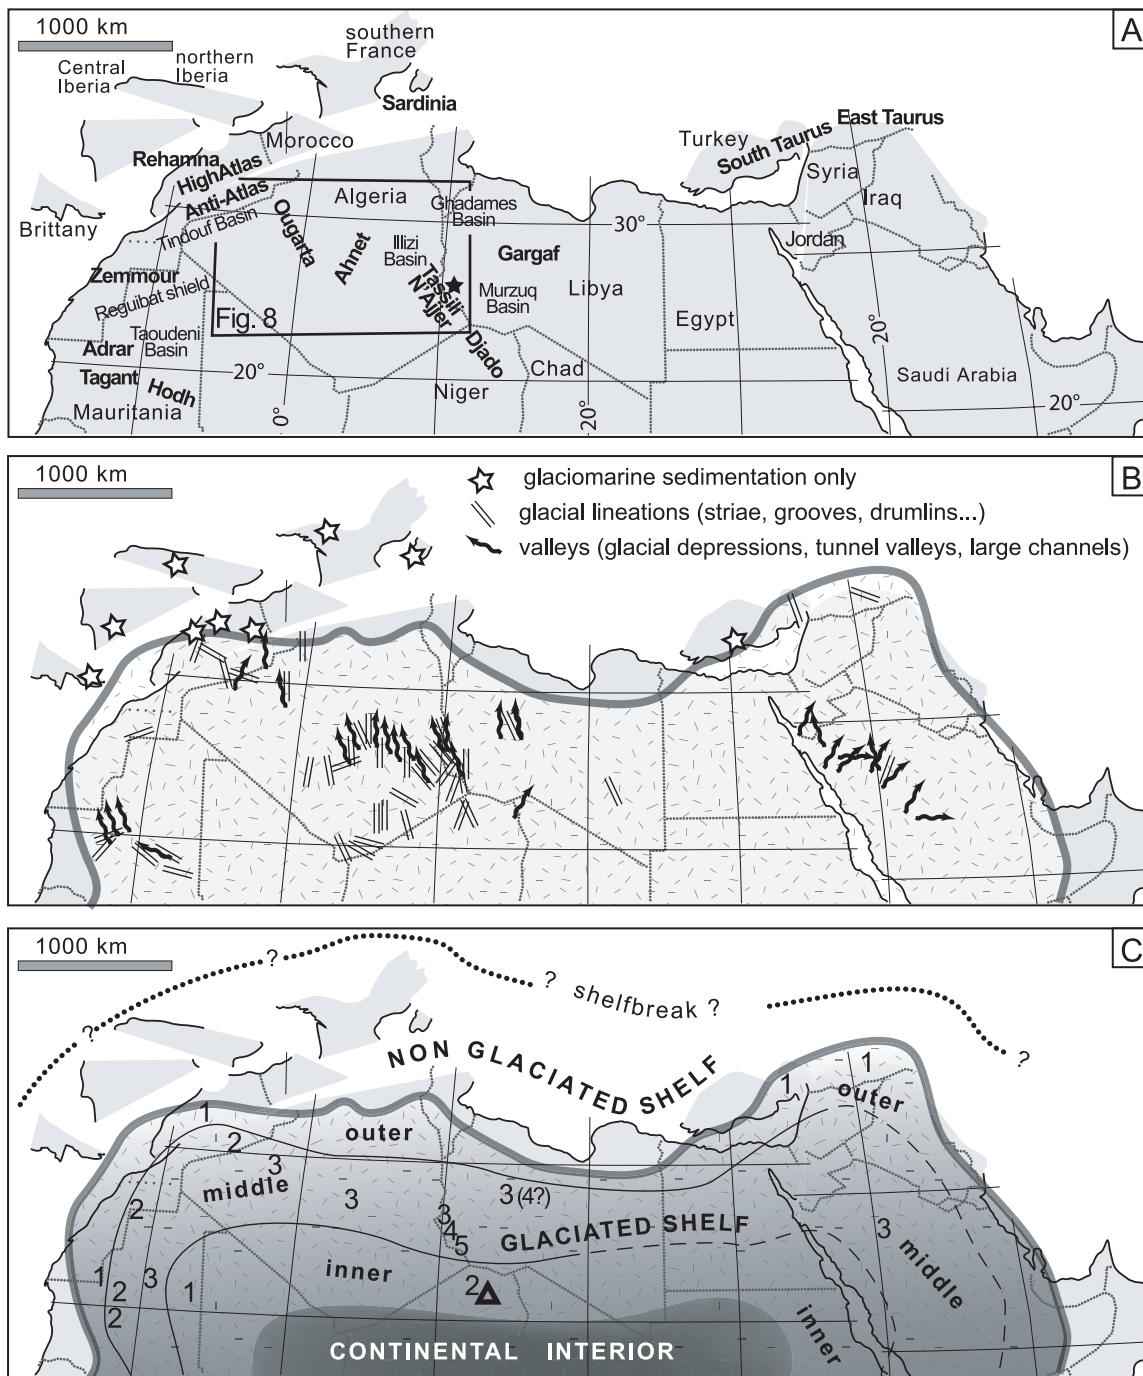 1000 km
A
southern
France
northern
Iberia
Central
Iberia
Sardinia
East Taurus
Turkey
South Taurus
Morocco
Rehamna
HighAtlas
Syria
Anti-Atlas
Algeria
Iraq
Ghadames
Basin
Brittany
Tindouf Basin
30°
Ougarta
Ahnet
Illizi
Basin
Gargaf
Jordan
Zemmour
Tassili
N'Ajjer
Reguibat shield
Murzuq
Basin
Libya
Fig. 8
Egypt
20°
Adrar
Taoudeni
Basin
Djado
Tagant
20°
Chad
Saudi Arabia
Hodh
Niger
Mauritania
0°
20°
20°
1000 km
B
glaciomarine sedimentation only
glacial lineations (striae, grooves, drumlins...)
valleys (glacial depressions, tunnel valleys, large channels)
1000 km
C
?
?
?
shelfbreak ?
?
NON GLACIATED SHELF
1
1
1
outer
outer
2
3
middle
3
3(4?)
2
3
4
5
GLACIATED SHELF
3
middle
1
2
3
1
inner
2
2
inner
CONTINENTAL INTERIOR